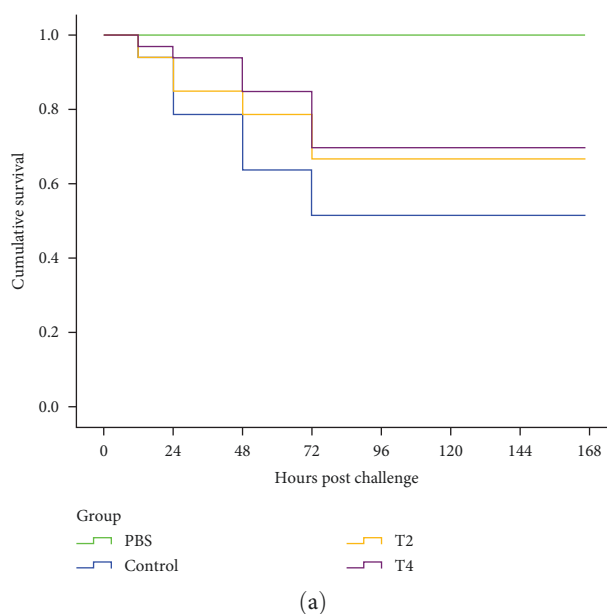 1.0
0.8
0.6
0.4
0.2
0.0
Cumulative survival
0 24 48 72 96 120 144 168
Hours post challenge
Group
PBS T2
Control T4
(a)